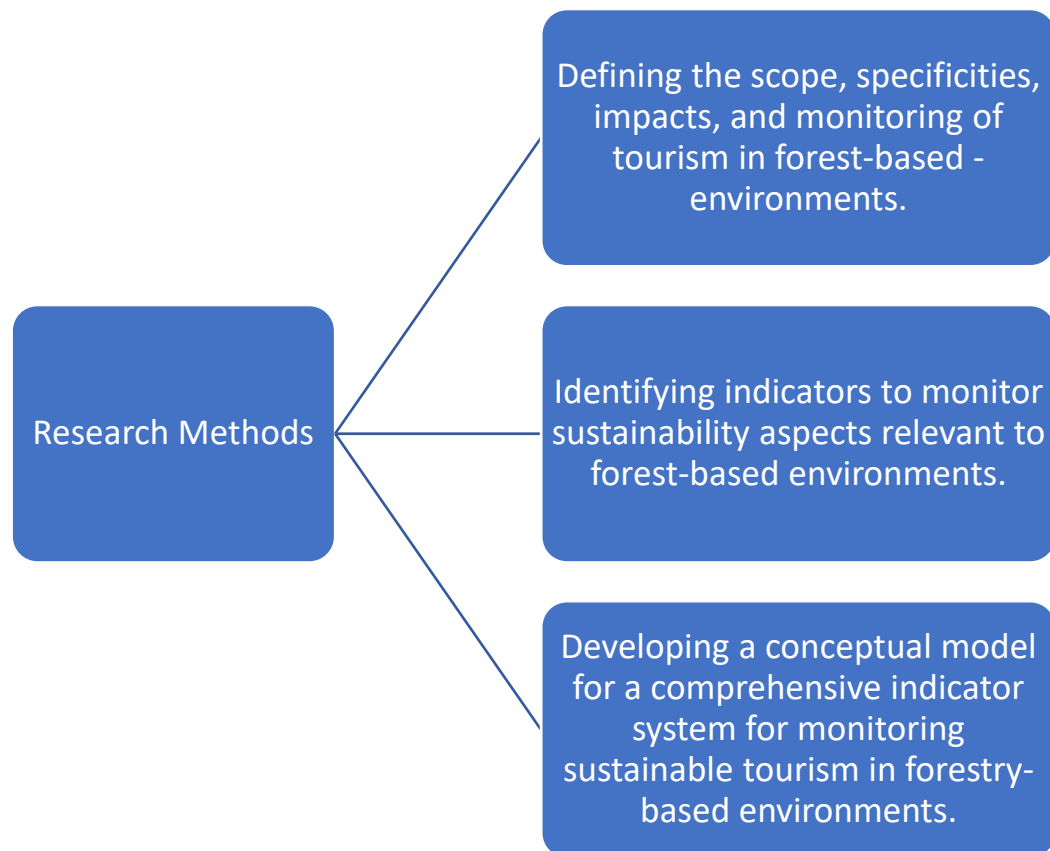 Defining the scope, specificities,
impacts, and monitoring of
tourism in forest-based -
environments.
Research Methods
Identifying indicators to monitor
sustainability aspects relevant to
forest-based environments.
Developing a conceptual model
for a comprehensive indicator
system for monitoring
sustainable tourism in forestry-
based environments.